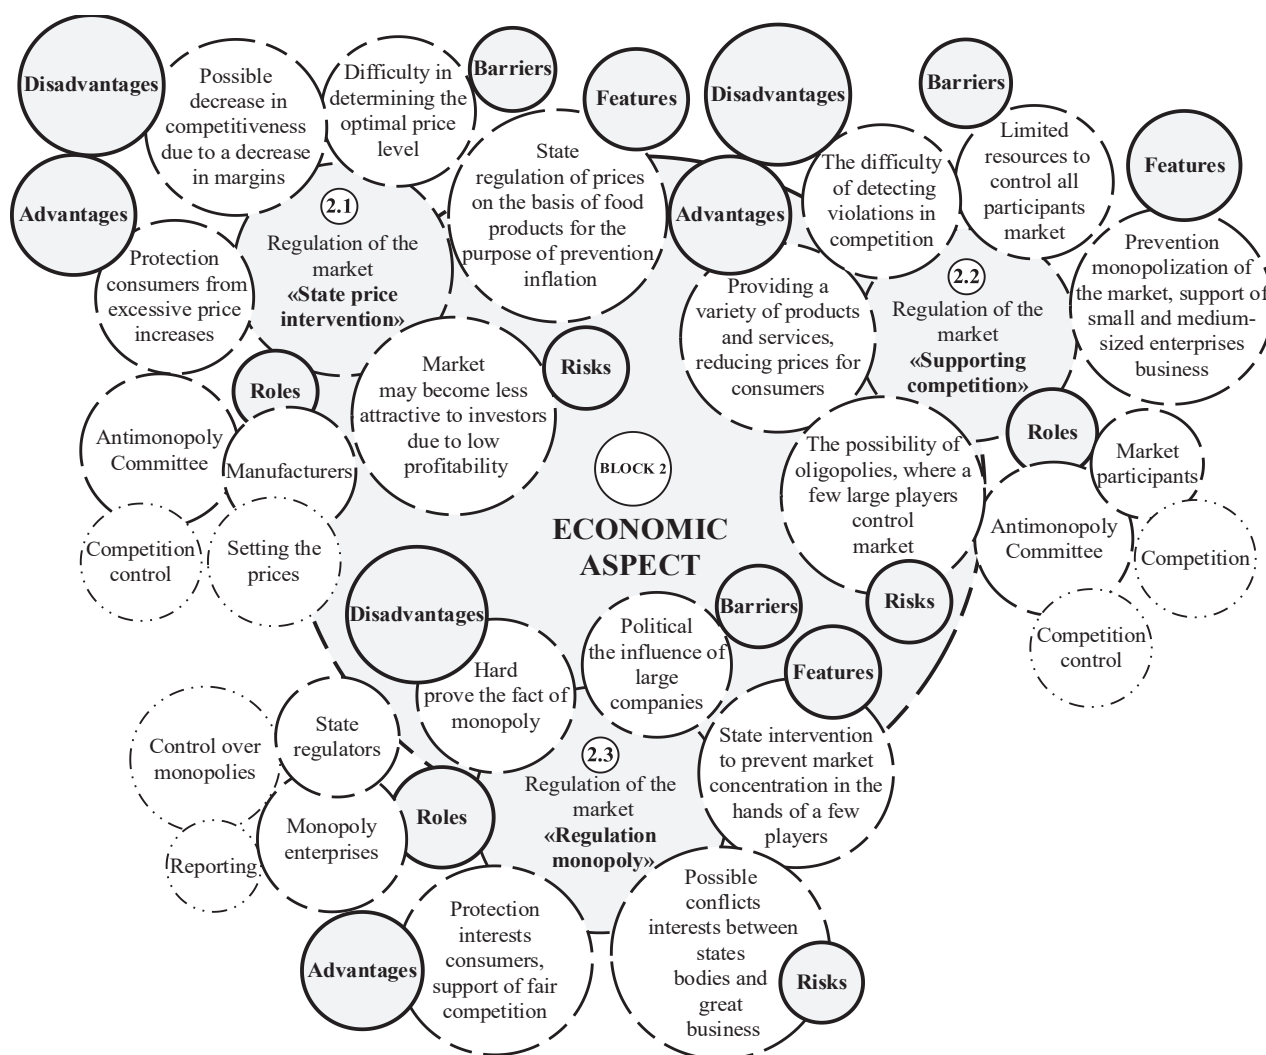 Disadvantages
Possible
decrease in
competitiveness
due to a decrease
in margins
Difficulty in
determining the
optimal price
level
Barriers
Features
State
regulation of prices
on the basis of food
products for the
purpose of prevention
inflation
Advantages
Protection
consumers from
excessive price
increases
2.1
Regulation of the
market
«State price
intervention»
Roles
Market
may become less
attractive to investors
due to low
profitability
Risks
Antimonopoly
Committee
Manufacturers
Competition
control
Setting the
prices
Disadvantages
Barriers
The difficulty
of detecting
violations in
competition
Limited
resources to
control all
participants
market
Features
Advantages
Providing a
variety of products
and services,
reducing prices for
consumers
2.2
Regulation of the
market
«Supporting
competition»
Prevention
monopolization of
the market, support of
small and medium-
sized enterprises
business
Roles
Market
participants
The possibility of
oligopolies, where a
few large players
control
market
Antimonopoly
Committee
Competition
Risks
Competition
control
BLOCK 2
ECONOMIC
ASPECT
Disadvantages
Hard
prove the fact of
monopoly
Political
the influence of
large
companies
Barriers
Features
State intervention
to prevent market
concentration in the
hands of a few
players
State
regulators
Control over
monopolies
2.3
Regulation of the
market
«Regulation
monopoly»
Roles
Monopoly
enterprises
Reporting
Advantages
Protection
interests
consumers,
support of fair
competition
Possible
conflicts
interests between
states
bodies and
great
business
Risks